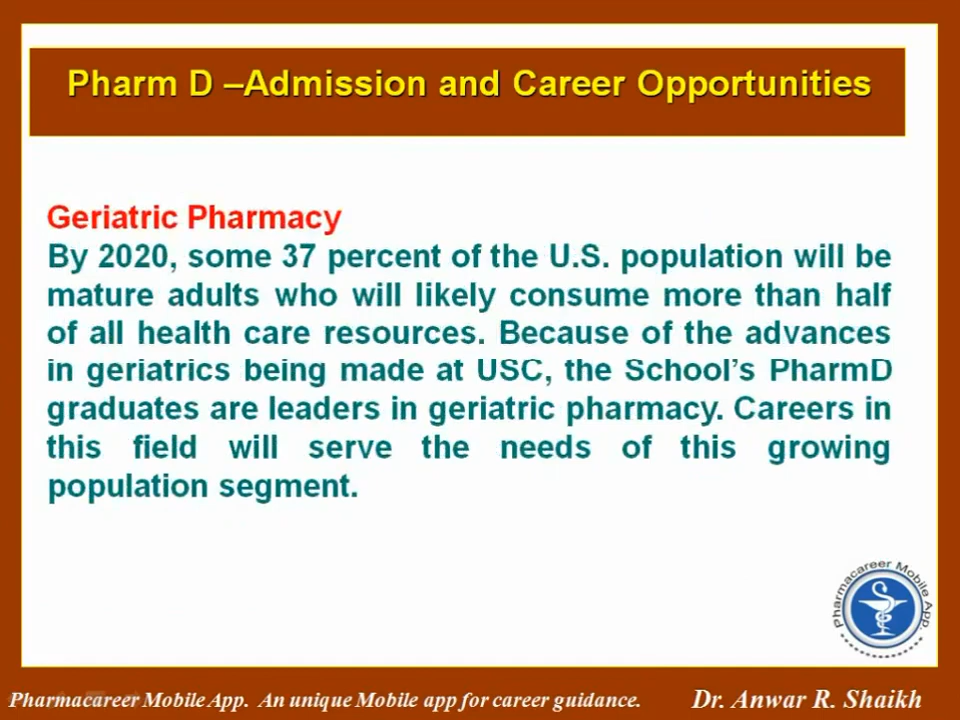 Pharm D –Admission and Career Opportunities
Geriatric Pharmacy
By 2020, some 37 percent of the U.S. population will be
mature adults who will likely consume more than half
of all health care resources. Because of the advances
in geriatrics being made at USC, the School's PharmD
graduates are leaders in geriatric pharmacy. Careers in
this field will serve the needs of this growing
population segment.
Pharmacareer Mobile App.
Pharmacareer Mobile App. An unique Mobile app for career guidance.
Dr. Anwar R. Shaikh